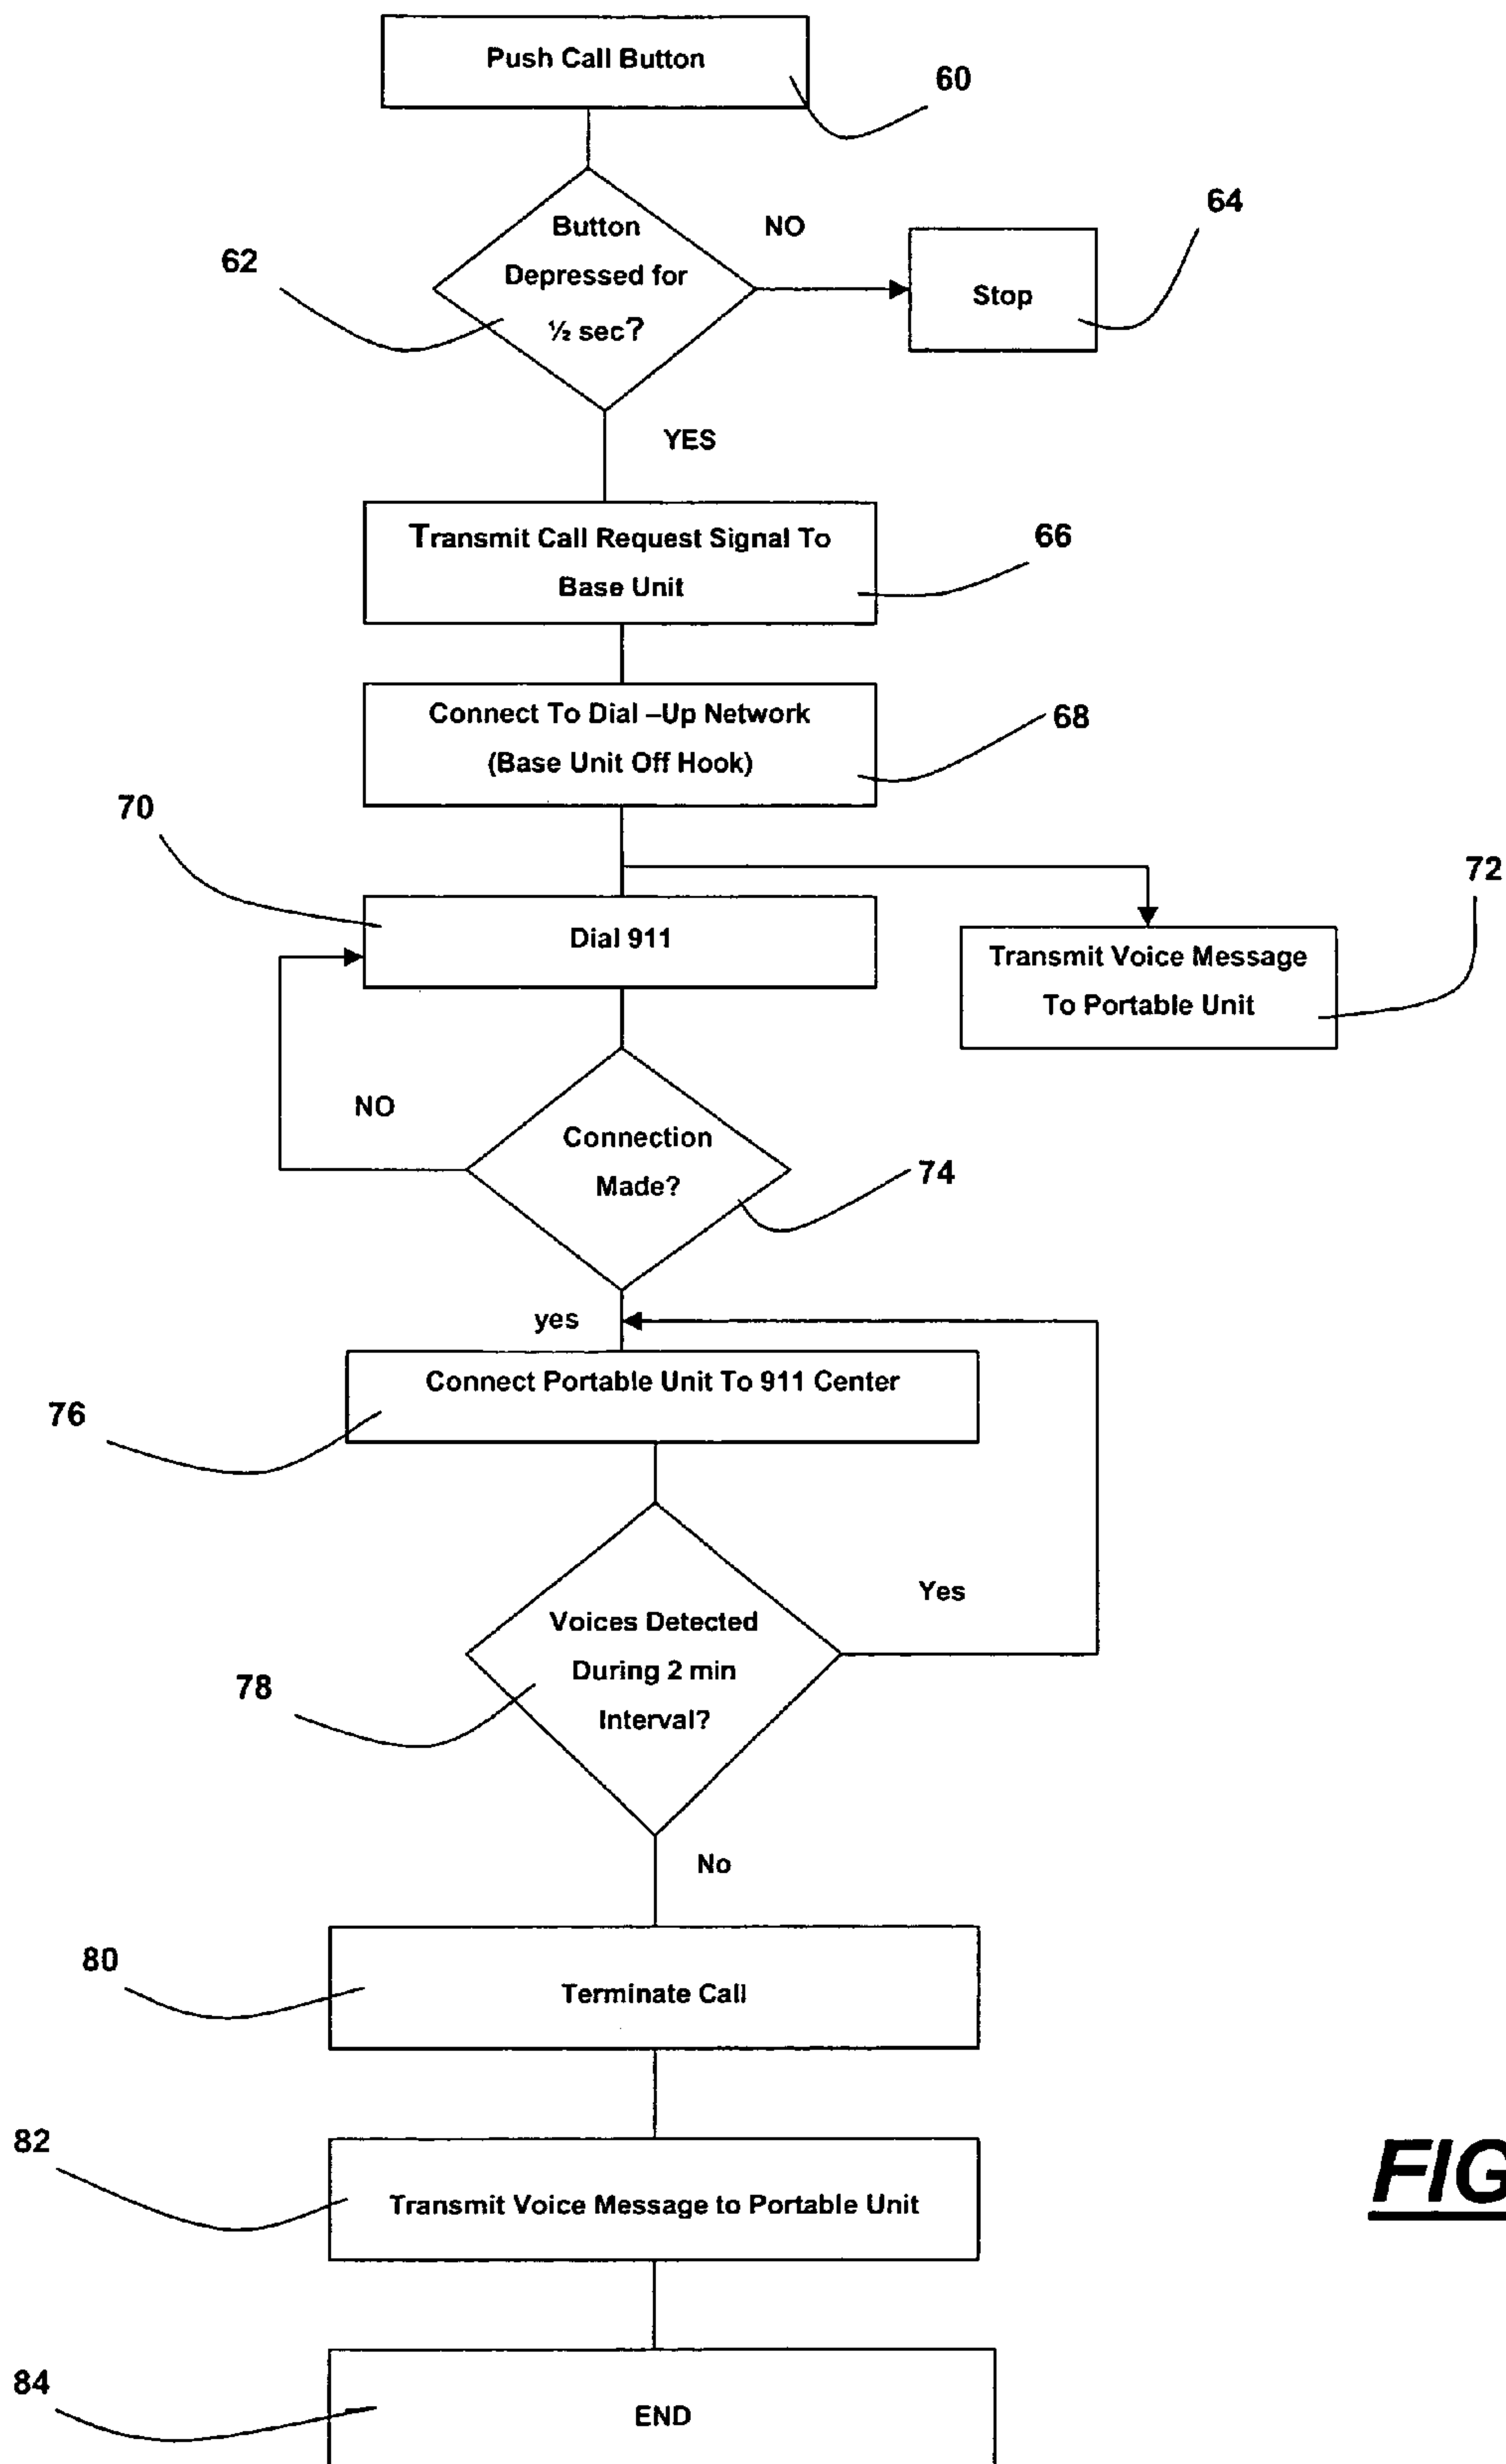 Push Call Button
60
Button
Depressed for
½ sec?
NO
62
64
Stop
YES
Transmit Call Request Signal To
Base Unit
66
Connect To Dial –Up Network
(Base Unit Off Hook)
68
70
Dial 911
72
Transmit Voice Message
To Portable Unit
NO
Connection
Made?
74
yes
Connect Portable Unit To 911 Center
76
Yes
Voices Detected
During 2 min
Interval?
78
No
80
Terminate Call
82
Transmit Voice Message to Portable Unit
FIG
84
END